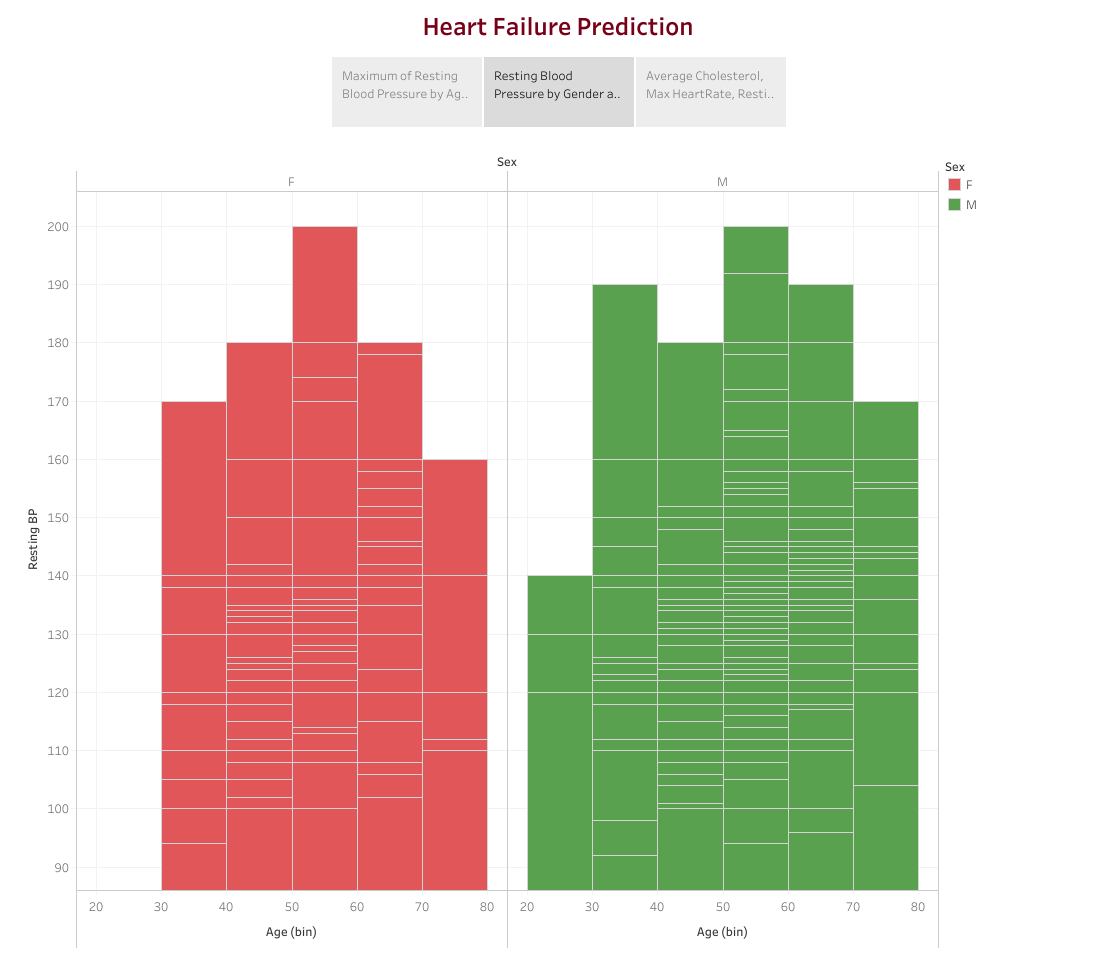 Heart Failure Prediction
Maximum of Resting
Blood Pressure by Ag..
Resting Blood
Pressure by Gender a..
Average Cholesterol,
Max HeartRate, Resti..
Sex
F
M
Sex
F
M
Resting BP
200
190
180
170
160
150
140
130
120
110
100
90
20 30 40 50 60 70 80
20 30 40 50 60 70 80
Age (bin)
Age (bin)